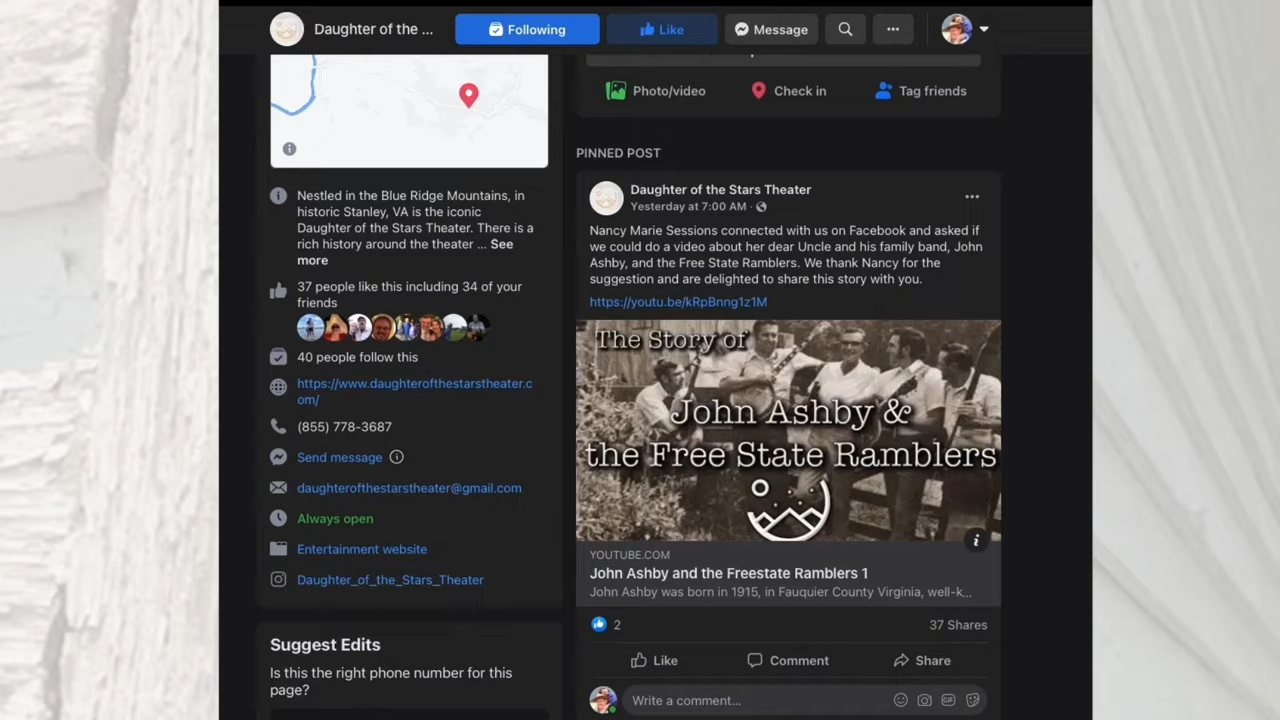 Daughter of the ...
Following
Like
Message
Photo/video
Check in
Tag friends
PINNED POST
Nestled in the Blue Ridge Mountains, in
historic Stanley, VA is the iconic
Daughter of the Stars Theater. There is a
rich history around the theater ... See
more
37 people like this including 34 of your
friends
40 people follow this
https://www.daughterofthestarstheater.c
om/
(855) 778-3687
Send message
daughterofthestarstheater@gmail.com
Always open
Entertainment website
Daughter_of_the_Stars_Theater
Suggest Edits
Is this the right phone number for this
page?
Daughter of the Stars Theater
Yesterday at 7:00 AM ·
Nancy Marie Sessions connected with us on Facebook and asked if
we could do a video about her dear Uncle and his family band, John
Ashby, and the Free State Ramblers. We thank Nancy for the
suggestion and are delighted to share this story with you.
https://youtu.be/kRpBnng1z1M
The Story of
John Ashby &
the Free State Ramblers
YOUTUBE.COM
John Ashby and the Freestate Ramblers 1
John Ashby was born in 1915, in Fauquier County Virginia, well-k...
2
37 Shares
Like
Comment
Share
Write a comment...
GIF